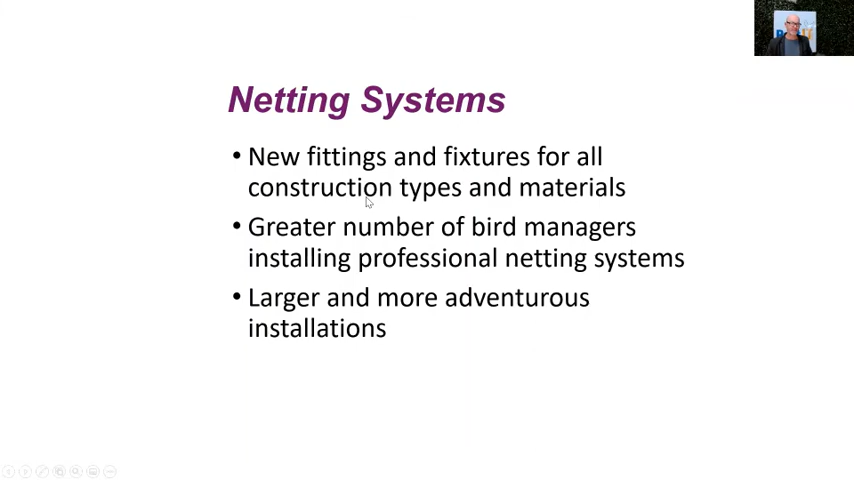 Netting Systems
• New fittings and fixtures for all
construction types and materials
• Greater number of bird managers
installing professional netting systems
• Larger and more adventurous
installations